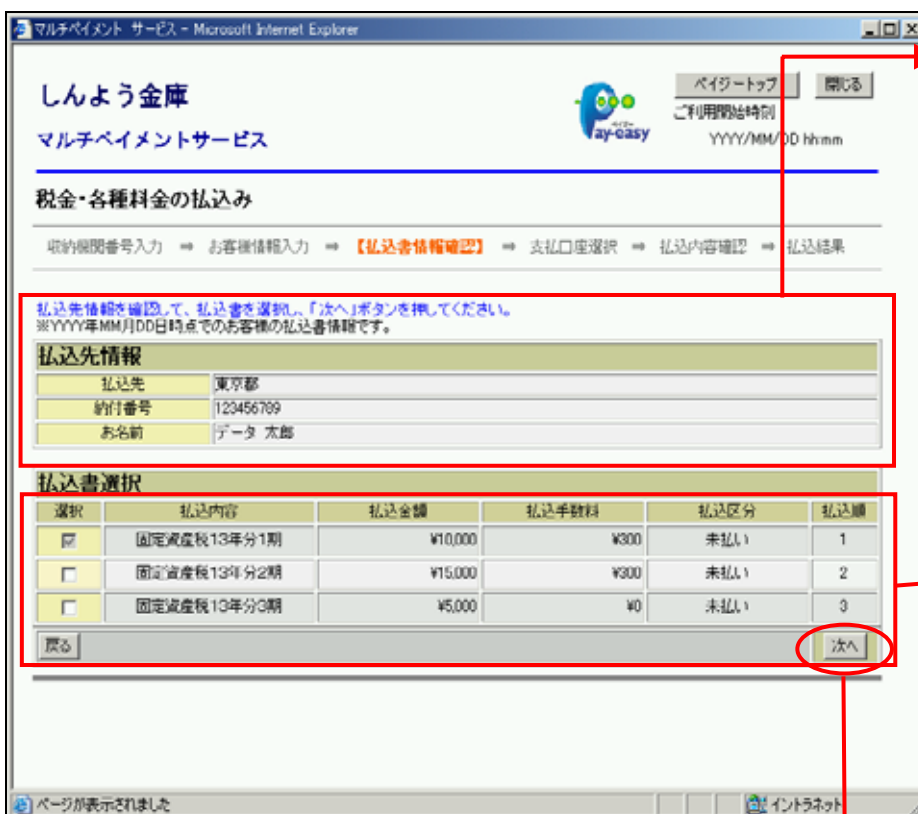 マルチペイメント サービス - Microsoft Internet Explorer
しんよう金庫
マルチペイメントサービス
ペイジー
Pay-easy
ペイジートップ 閉じる
ご利用開始時刻
YYYY/MM/DD hh:mm
税金・各種料金の払込み
収納機関番号入力 ⇒ お客様情報入力 ⇒ 【払込書情報確認】 ⇒ 支払口座選択 ⇒ 払込内容確認 ⇒ 払込結果
払込先情報を確認して、払込書を選択し、「次へ」ボタンを押してください。
※YYYY年MM月DD日時点でのお客様の払込書情報です。
払込先情報
払込先 東京都
納付番号 123456789
お名前 データ 太郎
払込書選択
選択 払込内容 払込金額 払込手数料 払込区分 払込順
固定資産税13年分1期 ¥10,000 ¥300 未払い 1
固定資産税13年分2期 ¥15,000 ¥300 未払い 2
固定資産税13年分3期 ¥5,000 ¥0 未払い 3
戻る 次へ
ページが表示されました イントラネット